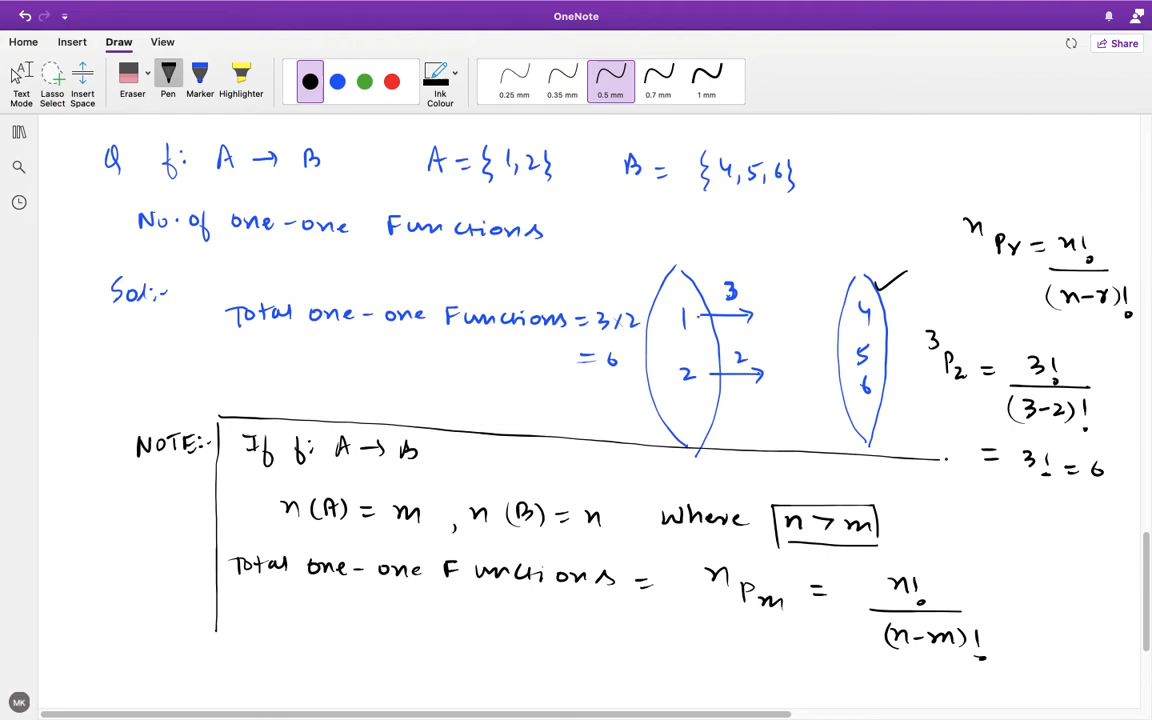 OneNote
Home Insert Draw View
Share
Text Mode
Lasso Select
Insert Space
Eraser
Pen
Marker
Highlighter
Ink Colour
0.25 mm
0.35 mm
0.5 mm
0.7 mm
1 mm
Q f: A → B A = {1,2} B = {4,5,6}
No. of one-one Functions
Sol:-
Total one-one Functions = 3×2
= 6
1 3 → 4
2 2 → 5
6
nPr = n! / (n-r)!
3P2 = 3! / (3-2)!
= 3! = 6
NOTE:- If f: A → B
n(A) = m , n(B) = n where n > m
Total one-one Functions = nPm = n! / (n-m)!
MK